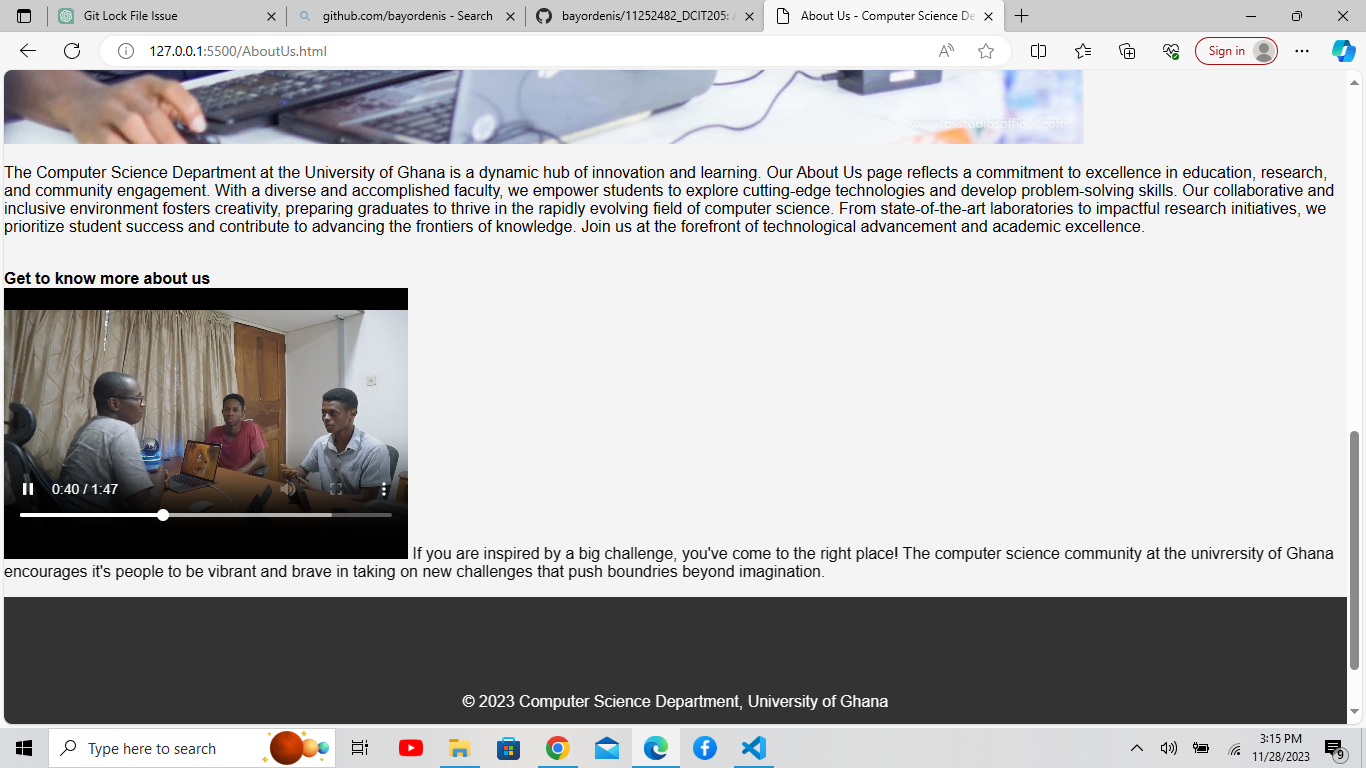 Git Lock File Issue
github.com/bayordenis - Search
bayordenis/11252482_DCIT205: A
About Us - Computer Science De
127.0.0.1:5500/AboutUs.html
Sign in
The Computer Science Department at the University of Ghana is a dynamic hub of innovation and learning. Our About Us page reflects a commitment to excellence in education, research,
and community engagement. With a diverse and accomplished faculty, we empower students to explore cutting-edge technologies and develop problem-solving skills. Our collaborative and
inclusive environment fosters creativity, preparing graduates to thrive in the rapidly evolving field of computer science. From state-of-the-art laboratories to impactful research initiatives, we
prioritize student success and contribute to advancing the frontiers of knowledge. Join us at the forefront of technological advancement and academic excellence.
Get to know more about us
0:40 / 1:47
If you are inspired by a big challenge, you've come to the right place! The computer science community at the univrersity of Ghana
encourages it's people to be vibrant and brave in taking on new challenges that push boundries beyond imagination.
© 2023 Computer Science Department, University of Ghana
Type here to search
3:15 PM
11/28/2023
9